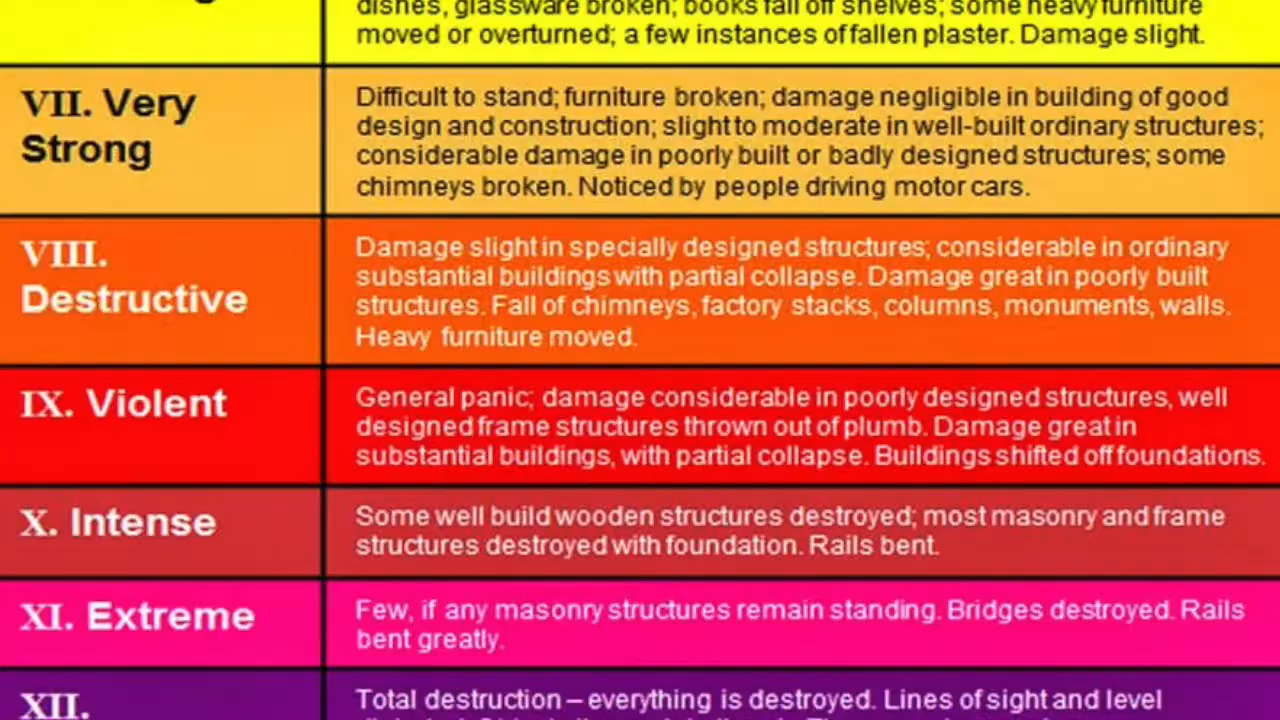 dishes, glassware broken; books fall off shelves; some heavy furniture
moved or overturned; a few instances of fallen plaster. Damage slight.
VII. Very
Strong
Difficult to stand; furniture broken; damage negligible in building of good
design and construction; slight to moderate in well-built ordinary structures;
considerable damage in poorly built or badly designed structures; some
chimneys broken. Noticed by people driving motor cars.
VIII.
Destructive
Damage slight in specially designed structures; considerable in ordinary
substantial buildings with partial collapse. Damage great in poorly built
structures. Fall of chimneys, factory stacks, columns, monuments, walls.
Heavy furniture moved.
IX. Violent
General panic; damage considerable in poorly designed structures, well
designed frame structures thrown out of plumb. Damage great in
substantial buildings, with partial collapse. Buildings shifted off foundations.
X. Intense
Some well build wooden structures destroyed; most masonry and frame
structures destroyed with foundation. Rails bent.
XI. Extreme
Few, if any masonry structures remain standing. Bridges destroyed. Rails
bent greatly.
XII.
Total destruction – everything is destroyed. Lines of sight and level